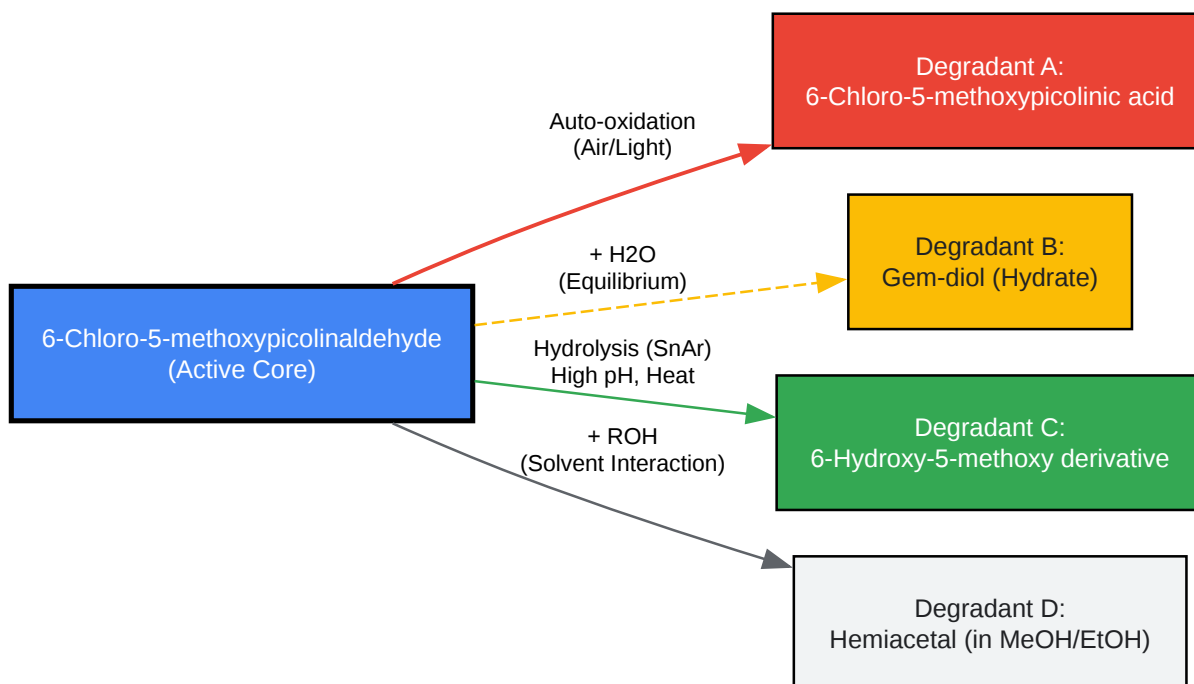 Degradant A:
6-Chloro-5-methoxypicolinic acid
Auto-oxidation
(Air/Light)
Degradant B:
Gem-diol (Hydrate)
+ H2O
(Equilibrium)
6-Chloro-5-methoxypicolinaldehyde
(Active Core)
Hydrolysis (SnAr)
High pH, Heat
Degradant C:
6-Hydroxy-5-methoxy derivative
+ ROH
(Solvent Interaction)
Degradant D:
Hemiacetal (in MeOH/EtOH)